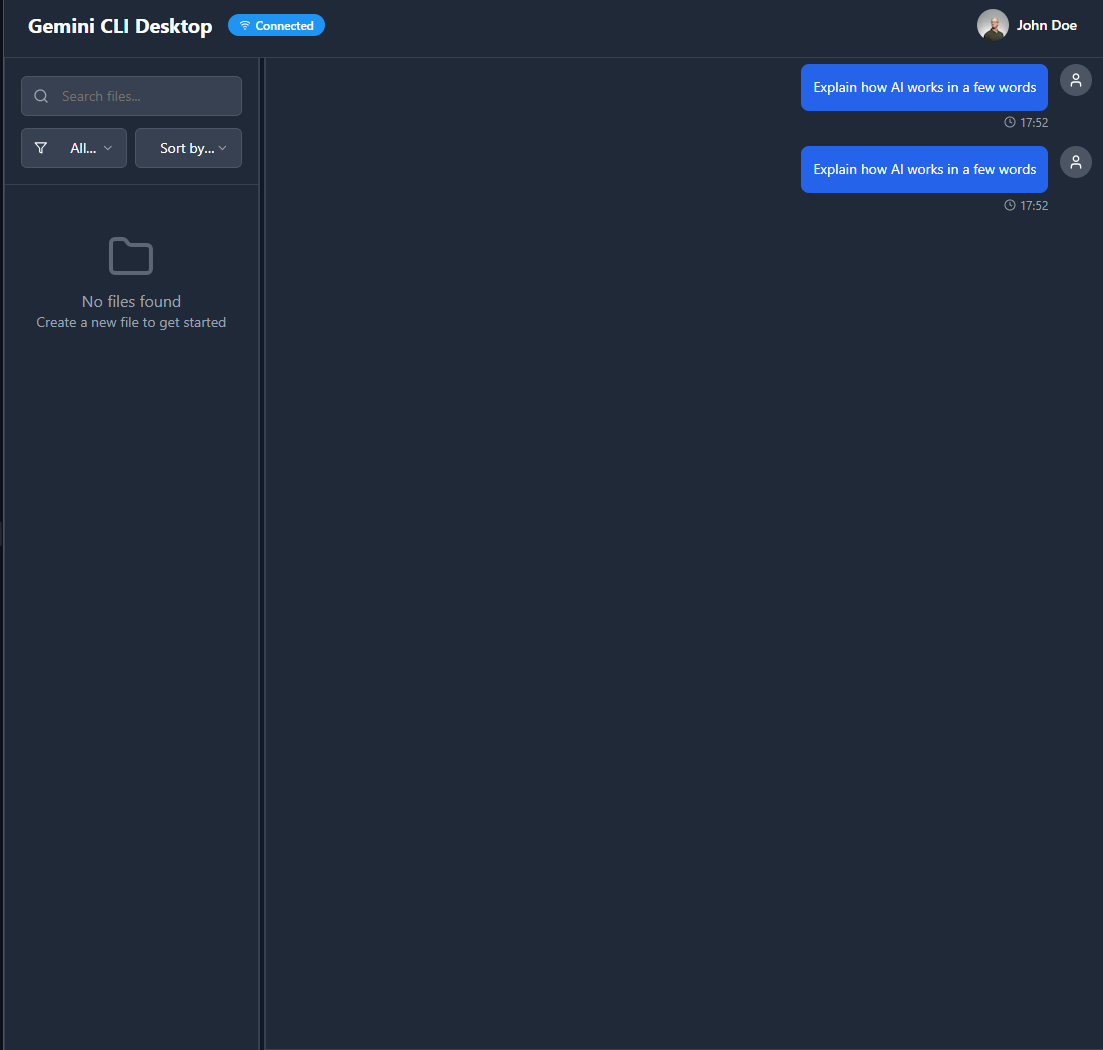 Gemini CLI Desktop
Connected
John Doe
Search files...
All...
Sort by...
No files found
Create a new file to get started
Explain how AI works in a few words
17:52
Explain how AI works in a few words
17:52